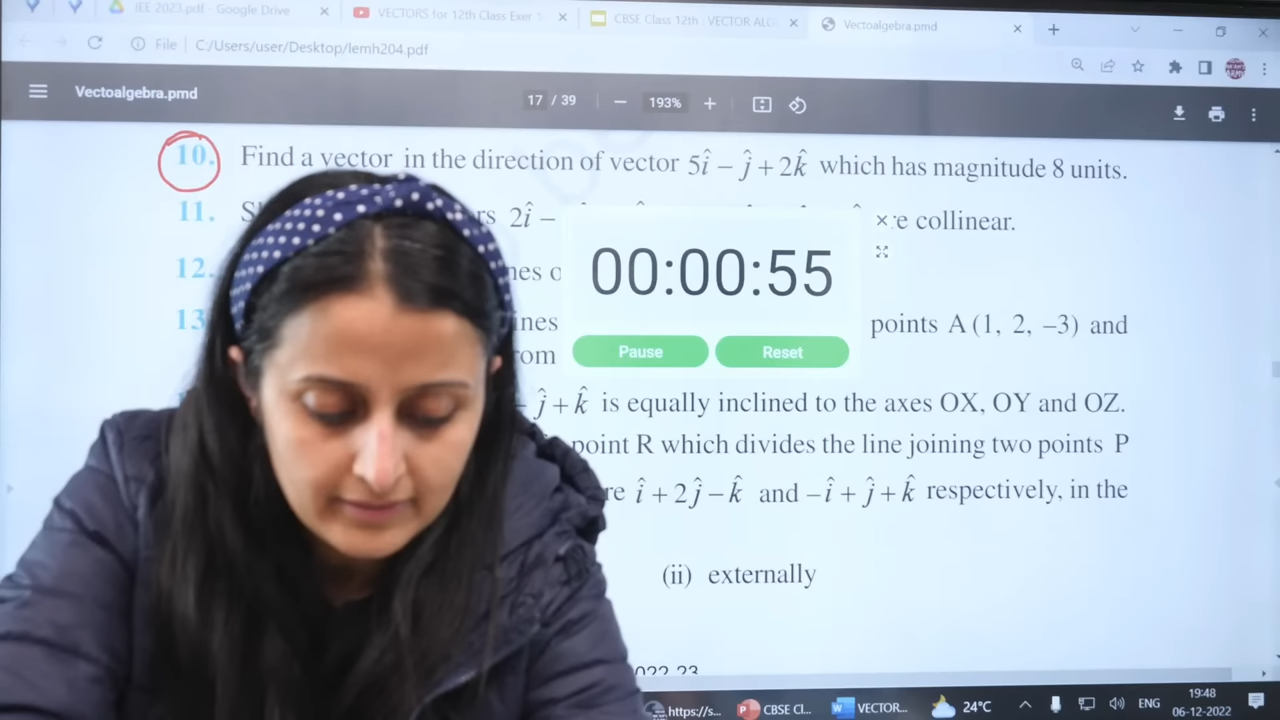 IEE 2023.pdf - Google Drive
VECTORS for 12th Class Exer
CBSE Class 12th : VECTOR ALG
Vectoalgebra.pmd
File | C:/Users/user/Desktop/lemh204.pdf
Vectoalgebra.pmd
17 / 39
193%
10. Find a vector in the direction of vector 5î − ĵ + 2k̂ which has magnitude 8 units.
11. 2î − collinear.
12.
00:00:55
13 points A (1, 2, –3) and
Pause Reset
ĵ + k̂ is equally inclined to the axes OX, OY and OZ.
point R which divides the line joining two points P
î + 2ĵ − k̂ and −î + ĵ + k̂ respectively, in the
(ii) externally
https://s...
CBSE Cl...
VECTOR...
24°C
ENG
19:48
06-12-2022